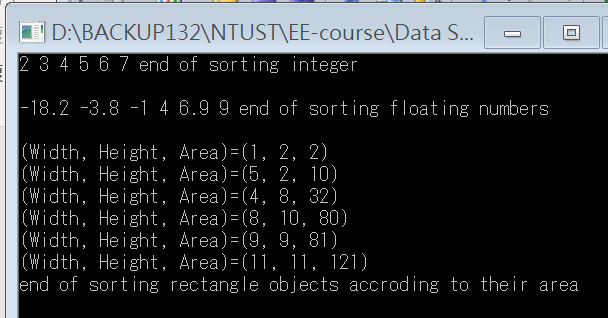 D:\BACKUP132\NTUST\EE-course\Data S...
2 3 4 5 6 7 end of sorting integer
-18.2 -3.8 -1 4 6.9 9 end of sorting floating numbers
(Width, Height, Area)=(1, 2, 2)
(Width, Height, Area)=(5, 2, 10)
(Width, Height, Area)=(4, 8, 32)
(Width, Height, Area)=(8, 10, 80)
(Width, Height, Area)=(9, 9, 81)
(Width, Height, Area)=(11, 11, 121)
end of sorting rectangle objects accroding to their area